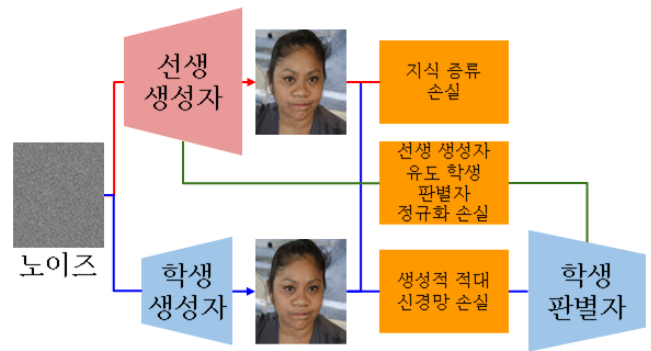 선생
생성자
지식 증류
손실
선생 생성자
유도 학생
판별자
정규화 손실
노이즈
학생
생성자
생성적 적대
신경망 손실
학생
판별자